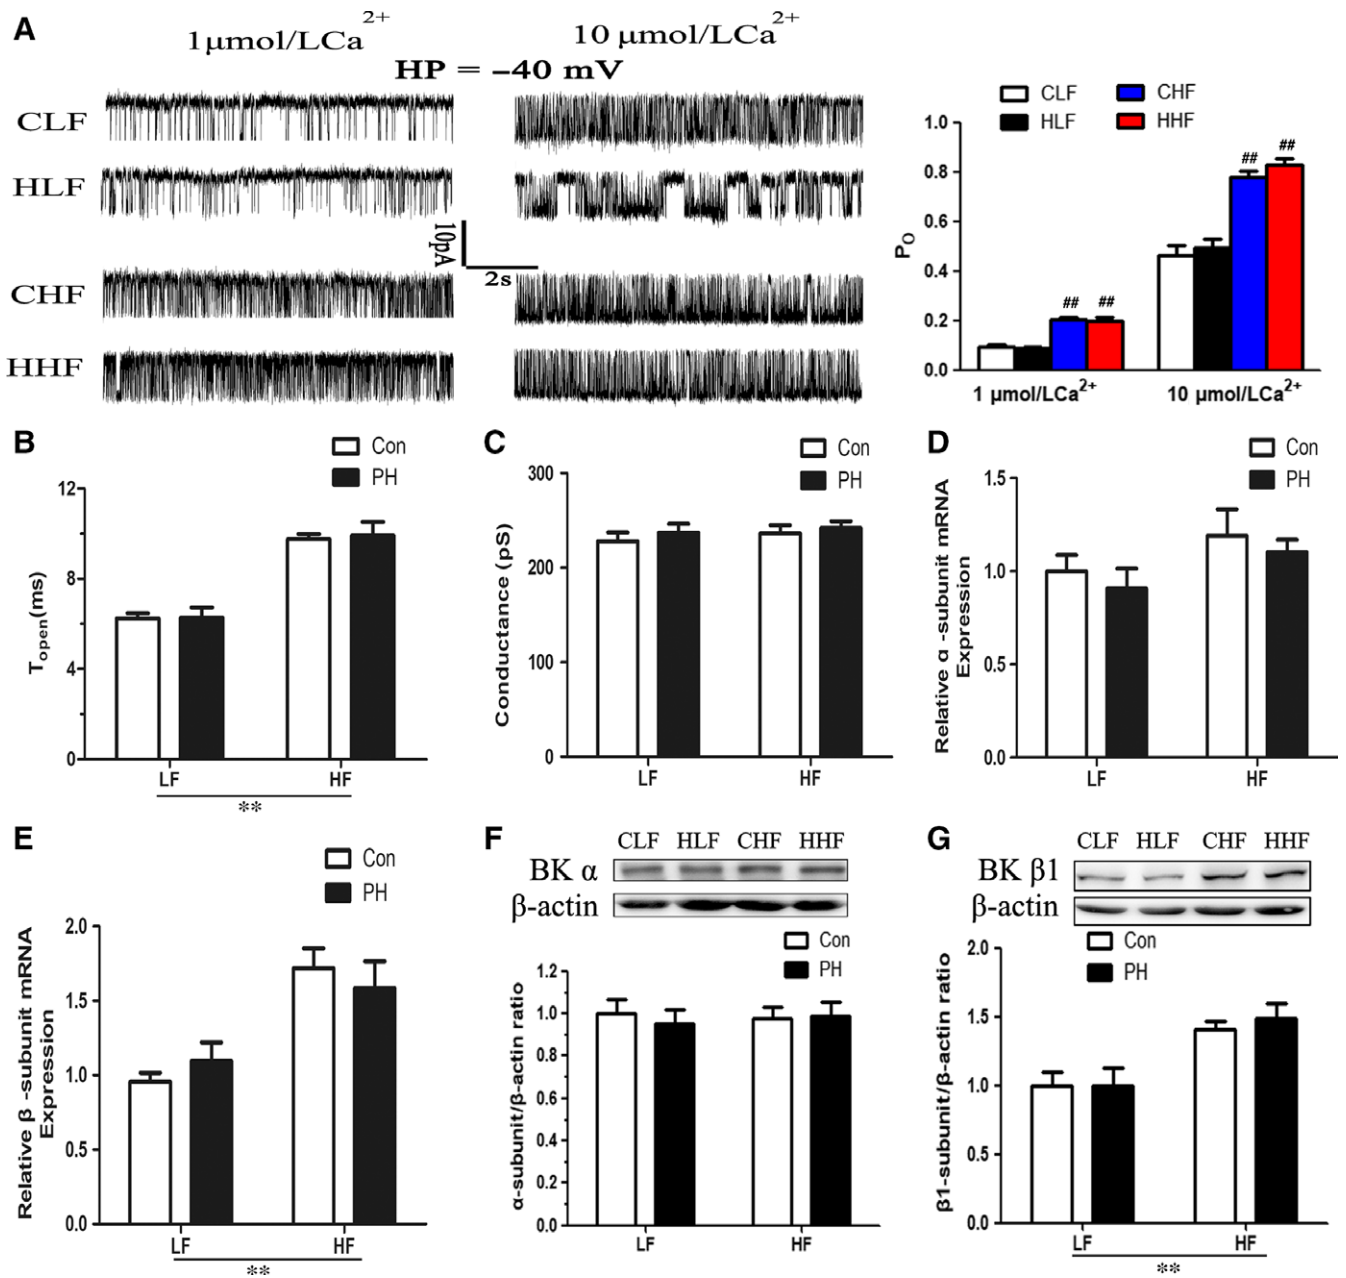 A
1μmol/LCa2+
10 μmol/LCa2+
HP = –40 mV
CLF
HLF
CHF
HHF
10pA
2s
CLF
CHF
HLF
HHF
1.0
0.8
0.6
0.4
0.2
0.0
PO
##
##
##
##
1 μmol/LCa2+
10 μmol/LCa2+
B
Con
PH
12
8
4
0
Topen(ms)
LF
HF
**
C
Con
PH
300
200
100
0
Conductance (pS)
LF
HF
D
Con
PH
1.5
1.0
0.5
0.0
Relative α -subunit mRNA
Expression
LF
HF
E
Con
PH
2.0
1.5
1.0
0.5
0.0
Relative β -subunit mRNA
Expression
LF
HF
**
F
CLF HLF CHF HHF
BK α
β-actin
Con
PH
1.2
1.0
0.8
0.6
0.4
0.2
0.0
α-subunit/β-actin ratio
LF
HF
G
CLF HLF CHF HHF
BK β1
β-actin
Con
PH
2.0
1.5
1.0
0.5
0.0
β1-subunit/β-actin ratio
LF
HF
**